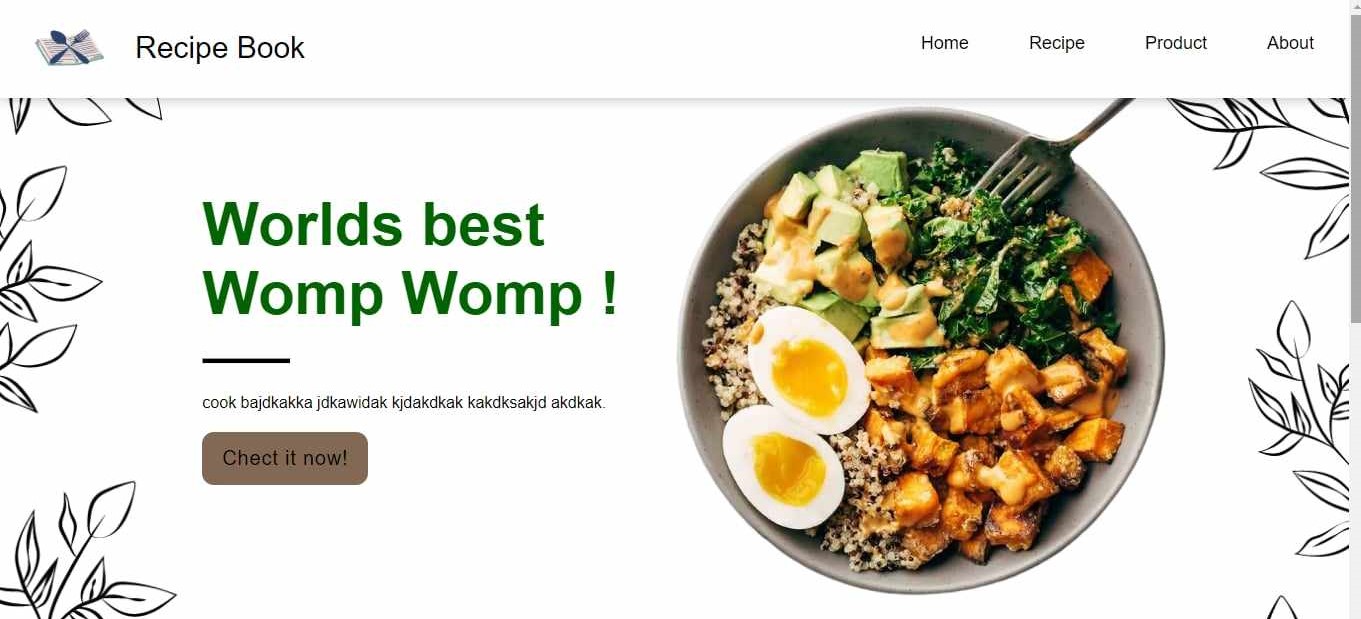 Recipe Book
Home
Recipe
Product
About
Worlds best
Womp Womp !
cook bajdkakka jdkawidak kjdakdkak kakdksakjd akdkak.
Chect it now!